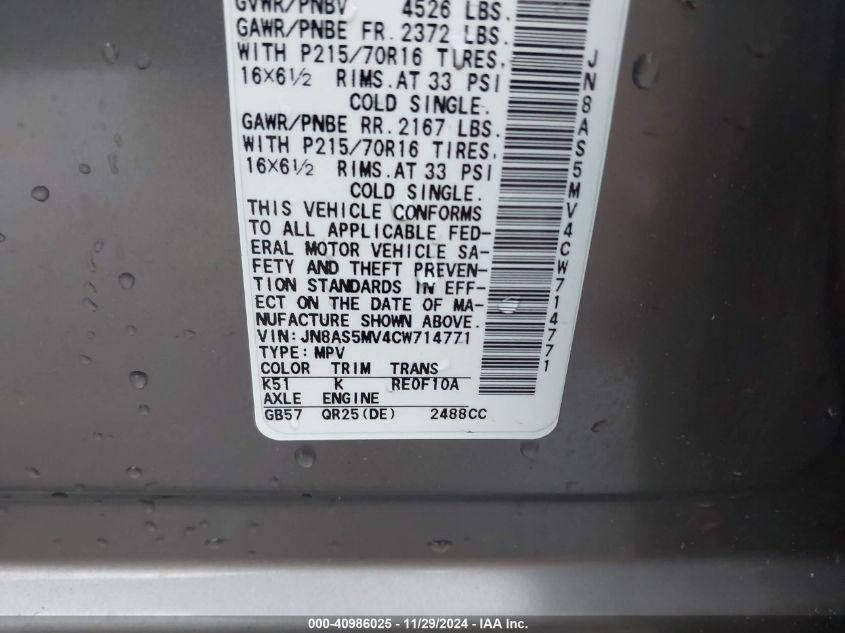 GVWR/PNBV 4526 LBS.
GAWR/PNBE FR. 2372 LBS.
WITH P215/70R16 TIRES,
16X6½ RIMS. AT 33 PSI
COLD SINGLE.
GAWR/PNBE RR. 2167 LBS.
WITH P215/70R16 TIRES,
16X6½ RIMS. AT 33 PSI
COLD SINGLE.
THIS VEHICLE CONFORMS
TO ALL APPLICABLE FED-
ERAL MOTOR VEHICLE SA-
FETY AND THEFT PREVEN-
TION STANDARDS IN EFF-
ECT ON THE DATE OF MA-
NUFACTURE SHOWN ABOVE.
VIN: JN8AS5MV4CW714771
TYPE: MPV
COLOR TRIM TRANS
K51 K RE0F10A
AXLE ENGINE
GB57 QR25(DE) 2488CC
JN8AS5MV4CW714771
000-40986025 - 11/29/2024 - IAA Inc.